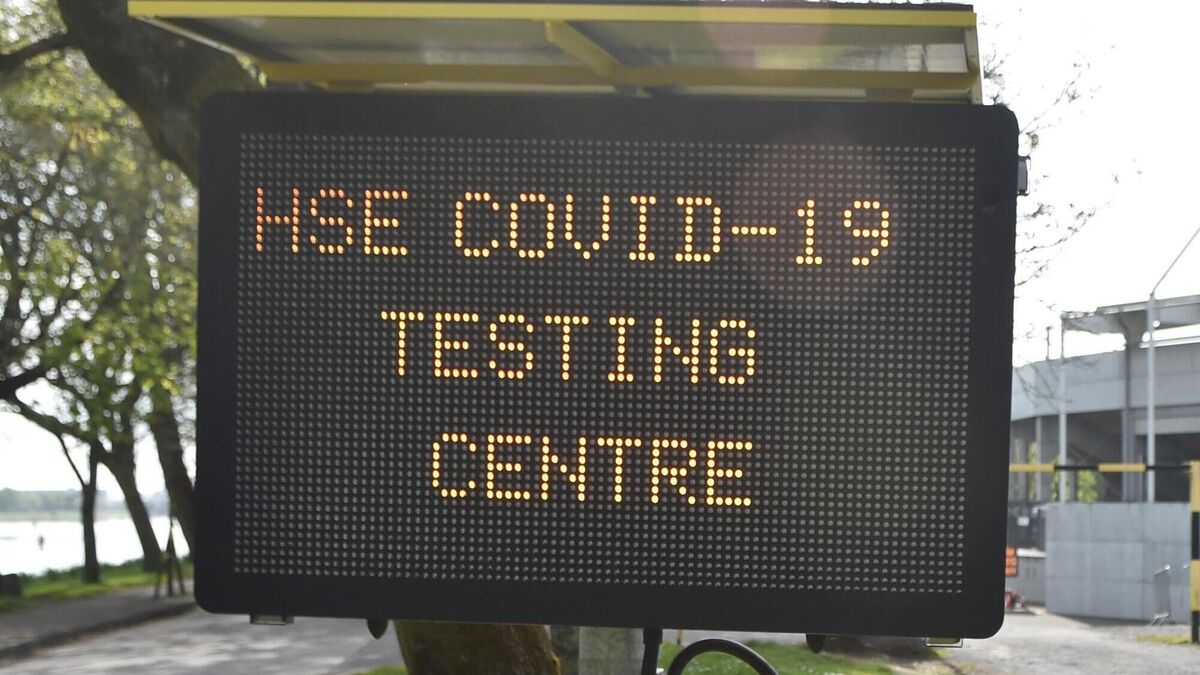 HSE COVID-19
TESTING
CENTRE